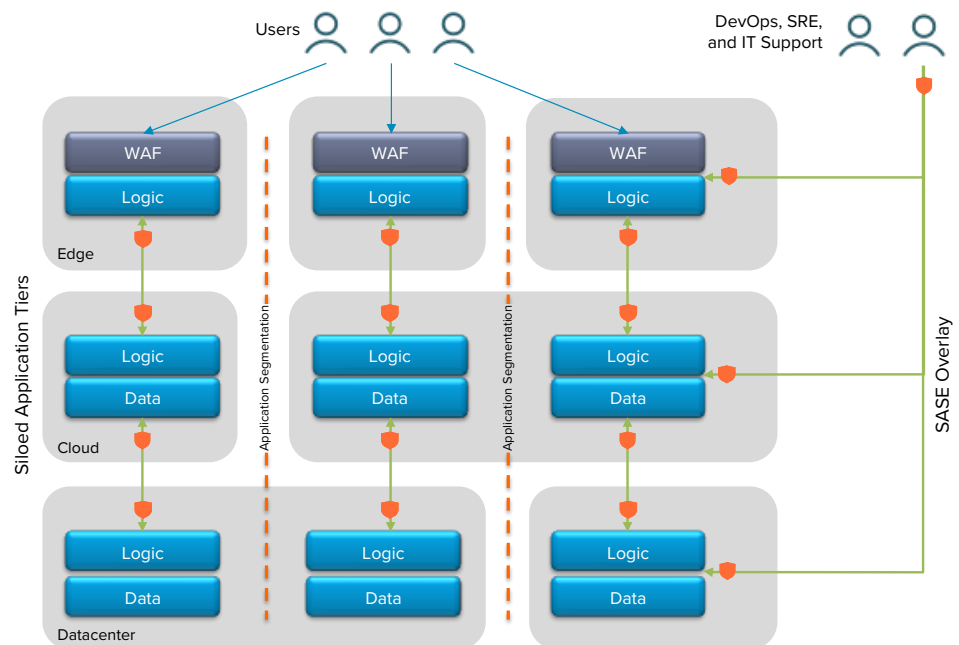 Users
DevOps, SRE,
and IT Support
WAF
WAF
WAF
Logic
Logic
Logic
Edge
Siloed Application Tiers
Application Segmentation
Application Segmentation
SASE Overlay
Logic
Logic
Logic
Data
Data
Data
Cloud
Logic
Logic
Logic
Data
Data
Data
Datacenter